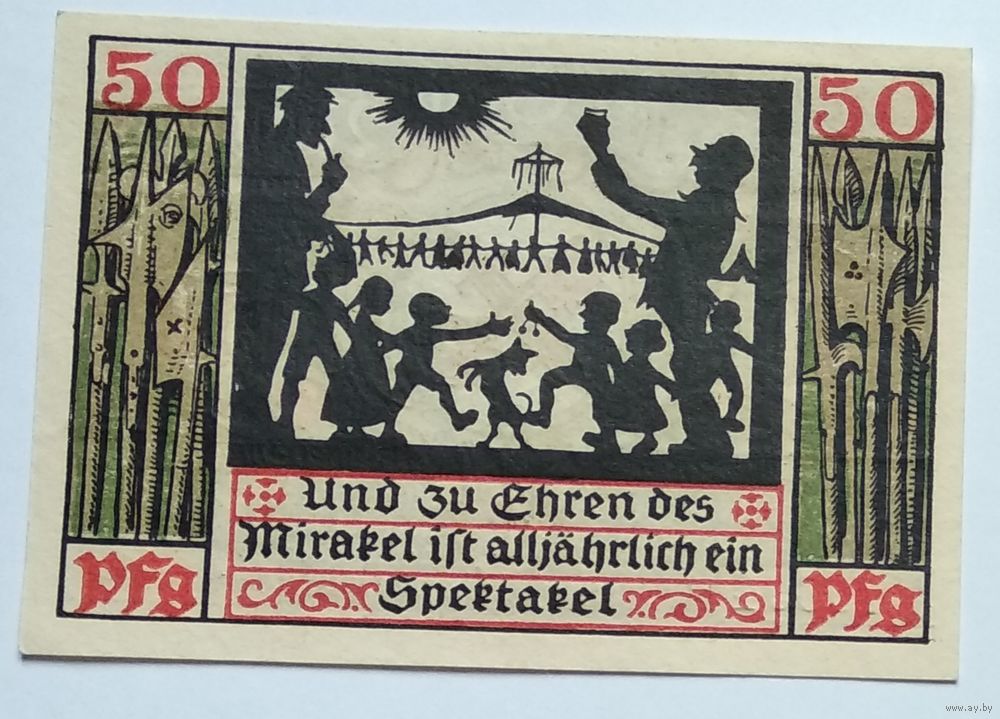 50
50
Und zu Ehren des
Mirakel ist alljährlich ein
Spektakel
Pfg
Pfg
www.ay.by